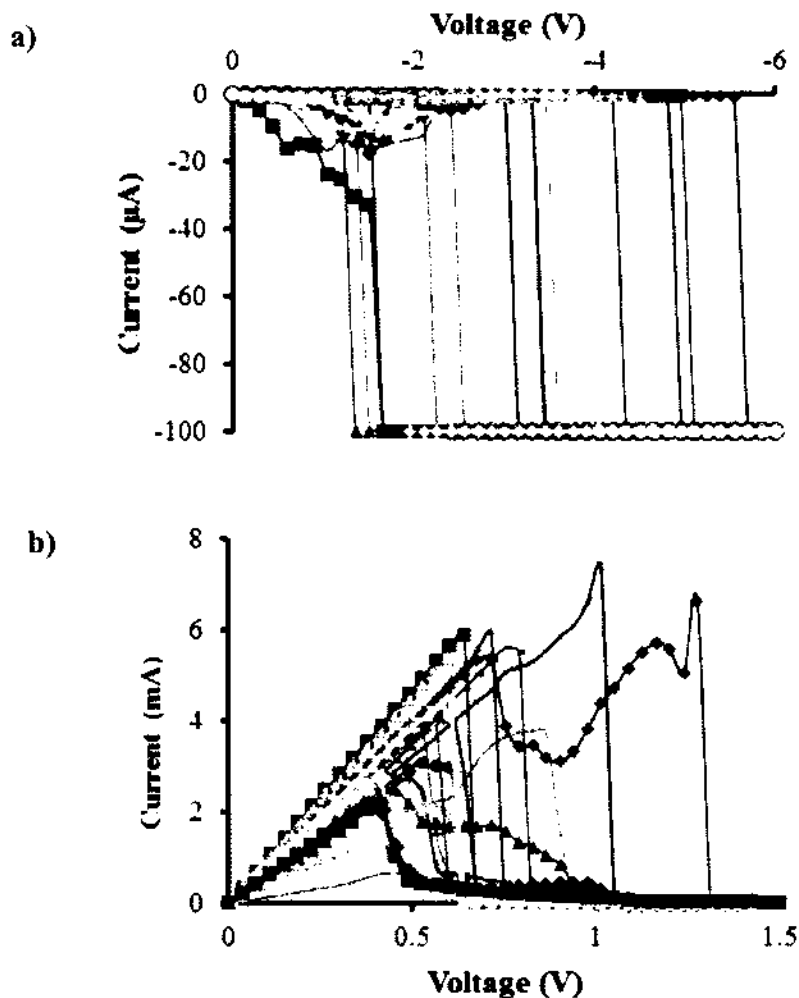 a)
Voltage (V)
0 -2 -4 -6
0
-20
-40
-60
-80
-100
Current (μA)
b)
8
6
4
2
0
Current (mA)
0 0.5 1 1.5
Voltage (V)